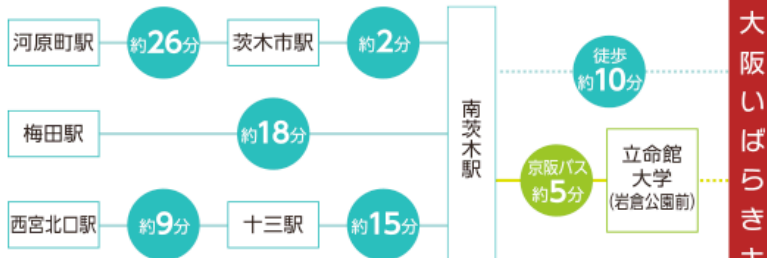 河原町駅
約26分
茨木市駅
約2分
梅田駅
約18分
西宮北口駅
約9分
十三駅
約15分
南茨木駅
徒歩
約10分
京阪バス
約5分
立命館
大学
(岩倉公園前)
大阪いばらき